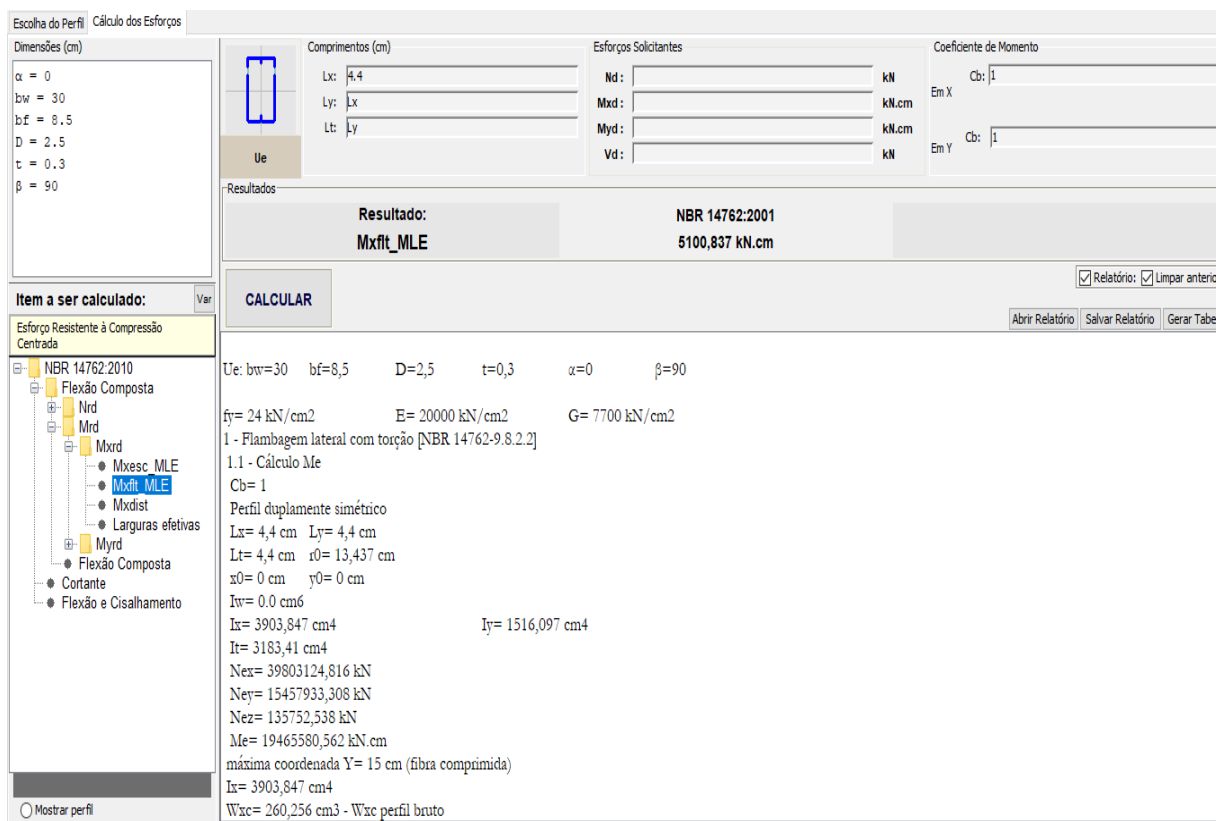 Escolha do Perfil Cálculo dos Esforços
Dimensões (cm)
α = 0
bw = 30
bf = 8.5
D = 2.5
t = 0.3
β = 90
Ue
Comprimentos (cm)
Lx: 4.4
Ly: Lx
Lt: Ly
Esforços Solicitantes
Nd : kN
Mxd : kN.cm
Myd : kN.cm
Vd : kN
Coeficiente de Momento
Cb: 1
Em X
Cb: 1
Em Y
Resultados
Resultado: NBR 14762:2001
Mxflt_MLE 5100,837 kN.cm
Item a ser calculado: Var
CALCULAR
Relatório: Limpar anterio
Abrir Relatório Salvar Relatório Gerar Tabe
Esforço Resistente à Compressão
Centrada
NBR 14762:2010
Flexão Composta
Nrd
Mrd
Mxrd
Mxesc_MLE
Mxflt_MLE
Mxdist
Larguras efetivas
Myrd
Flexão Composta
Cortante
Flexão e Cisalhamento
Mostrar perfil
Ue: bw=30 bf=8,5 D=2,5 t=0,3 α=0 β=90
fy= 24 kN/cm2 E= 20000 kN/cm2 G= 7700 kN/cm2
1 - Flambagem lateral com torção [NBR 14762-9.8.2.2]
1.1 - Cálculo Me
Cb= 1
Perfil duplamente simétrico
Lx= 4,4 cm Ly= 4,4 cm
Lt= 4,4 cm r0= 13,437 cm
x0= 0 cm y0= 0 cm
Iw= 0.0 cm6
Ix= 3903,847 cm4 Iy= 1516,097 cm4
It= 3183,41 cm4
Nex= 39803124,816 kN
Ney= 15457933,308 kN
Nez= 135752,538 kN
Me= 19465580,562 kN.cm
máxima coordenada Y= 15 cm (fibra comprimida)
Ix= 3903,847 cm4
Wxc= 260,256 cm3 - Wxc perfil bruto